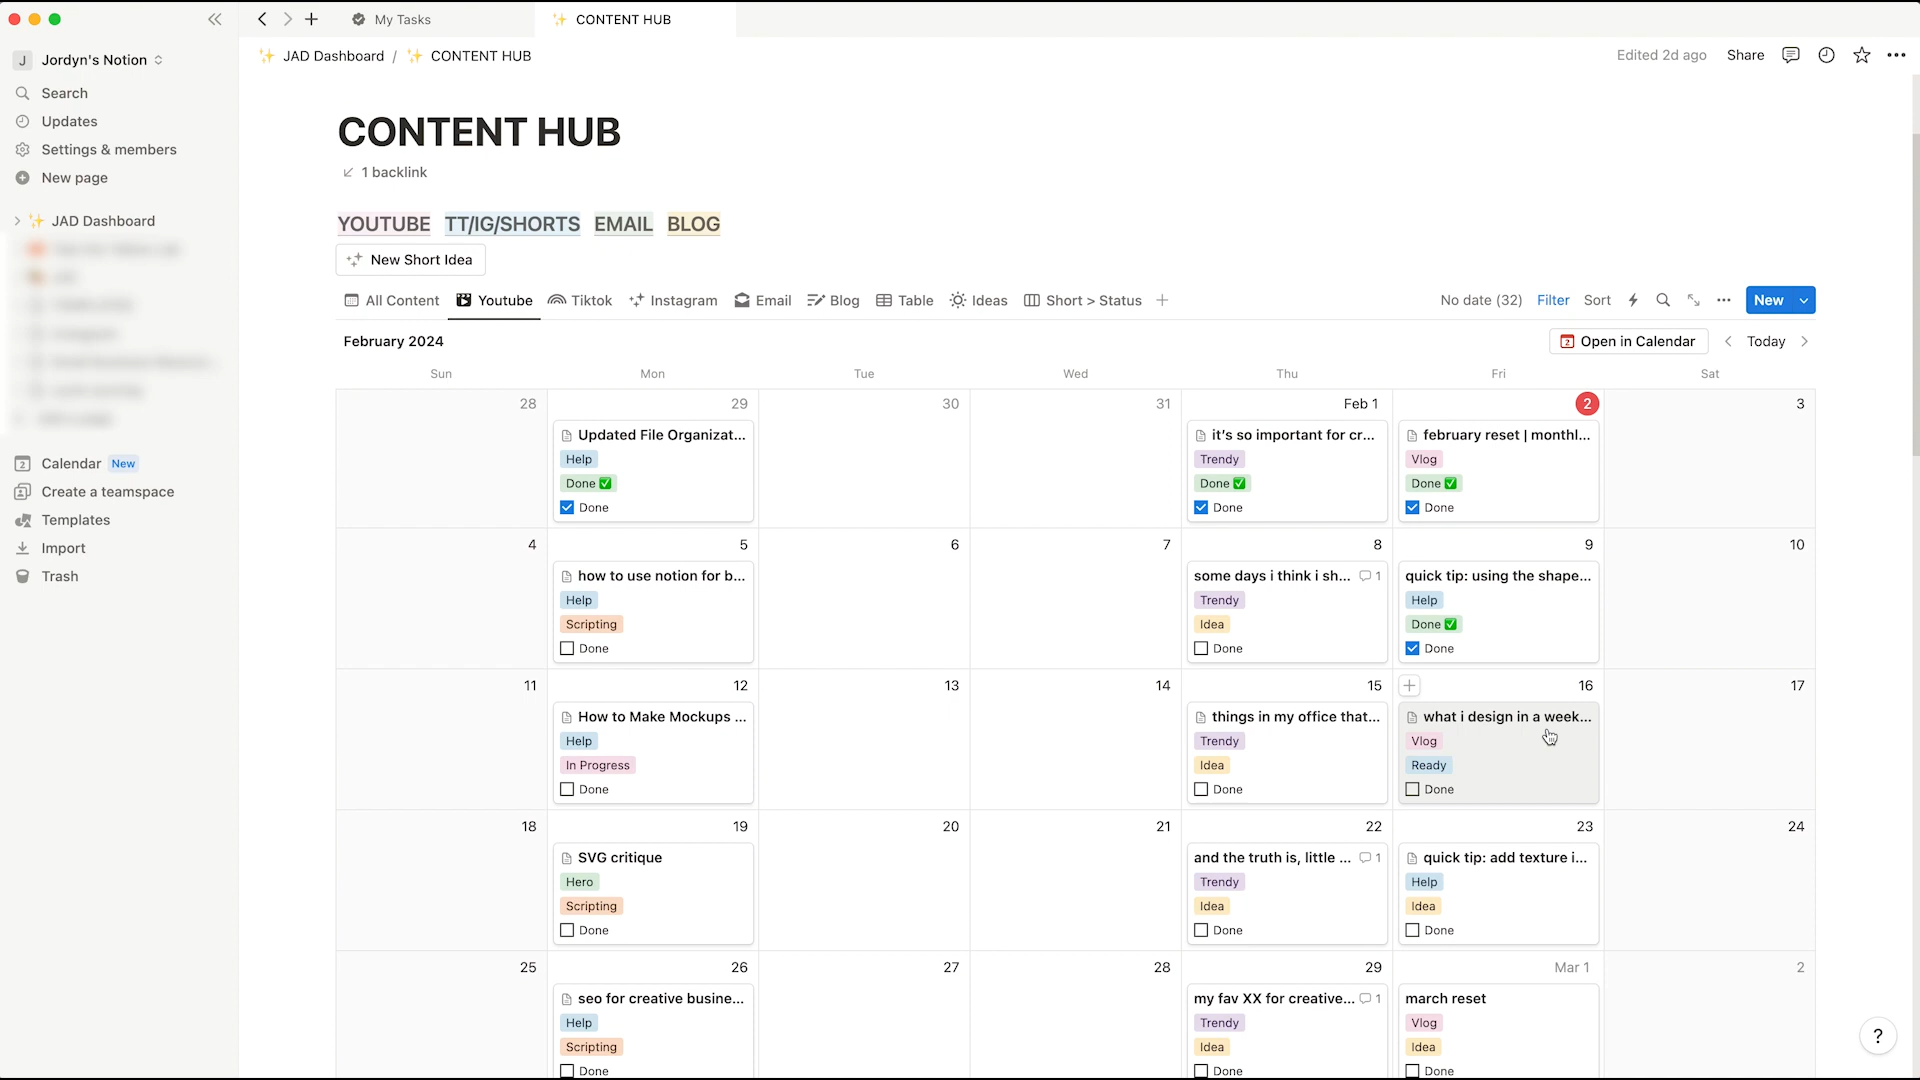 My Tasks
✨ CONTENT HUB
J Jordyn's Notion
✨ JAD Dashboard / ✨ CONTENT HUB
Edited 2d ago Share
Search
Updates
Settings & members
New page
✨ JAD Dashboard
Calendar New
Create a teamspace
Templates
Import
Trash
CONTENT HUB
1 backlink
YOUTUBE TT/IG/SHORTS EMAIL BLOG
New Short Idea
All Content Youtube Tiktok Instagram Email Blog Table Ideas Short > Status
No date (32) Filter Sort New
February 2024
Open in Calendar Today
Sun Mon Tue Wed Thu Fri Sat
28 29 30 31 Feb 1 2 3
Updated File Organizat...
Help
Done ✅
Done
it's so important for cr...
Trendy
Done ✅
Done
february reset | monthl...
Vlog
Done ✅
Done
4 5 6 7 8 9 10
how to use notion for b...
Help
Scripting
Done
some days i think i sh... 1
Trendy
Idea
Done
quick tip: using the shape...
Help
Done ✅
Done
11 12 13 14 15 16 17
How to Make Mockups ...
Help
In Progress
Done
things in my office that...
Trendy
Idea
Done
what i design in a week...
Vlog
Ready
Done
18 19 20 21 22 23 24
SVG critique
Hero
Scripting
Done
and the truth is, little ... 1
Trendy
Idea
Done
quick tip: add texture i...
Help
Idea
Done
25 26 27 28 29 Mar 1 2
seo for creative busine...
Help
Scripting
Done
my fav XX for creative... 1
Trendy
Idea
Done
march reset
Vlog
Idea
Done
?